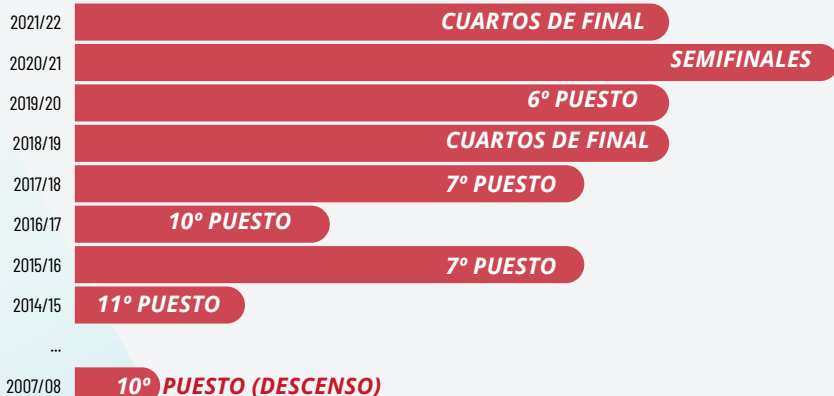 2021/22 CUARTOS DE FINAL
2020/21 SEMIFINALES
2019/20 6º PUESTO
2018/19 CUARTOS DE FINAL
2017/18 7º PUESTO
2016/17 10º PUESTO
2015/16 7º PUESTO
2014/15 11º PUESTO
...
2007/08 10º PUESTO (DESCENSO)